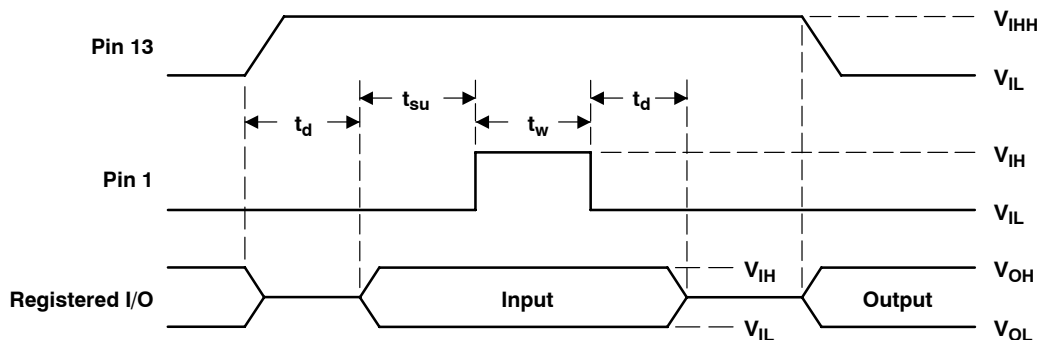 V_IHH
Pin 13
V_IL
t_su t_d
t_d t_w
V_IH
Pin 1
V_IL
V_IH V_OH
Registered I/O Input Output
V_IL V_OL